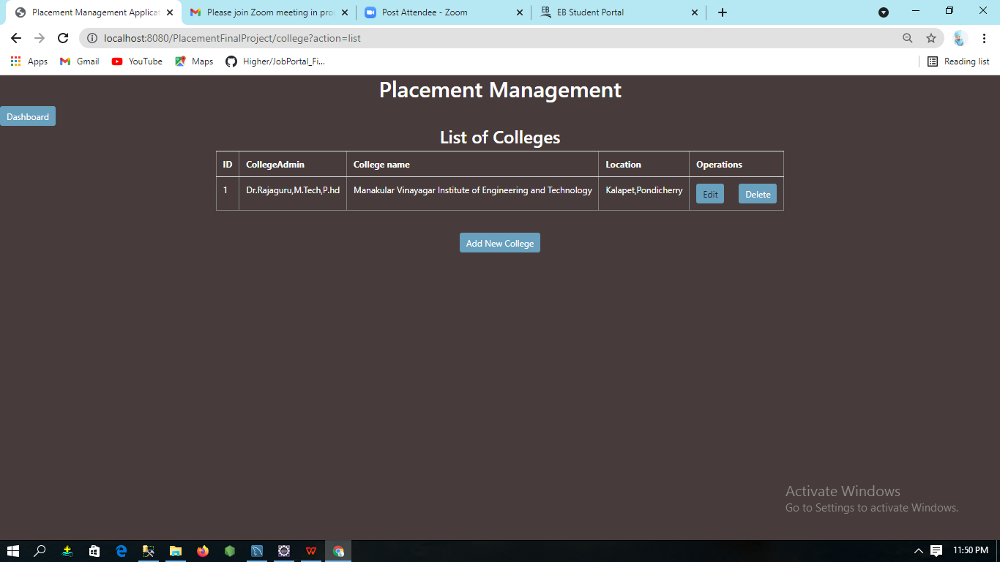 Placement Management Applicat
Please join Zoom meeting in pro
Post Attendee - Zoom
EB Student Portal
localhost:8080/PlacementFinalProject/college?action=list
Apps
Gmail
YouTube
Maps
Higher/JobPortal_Fi...
Reading list
Placement Management
Dashboard
List of Colleges
ID CollegeAdmin College name Location Operations
1 Dr.Rajaguru,M.Tech,P.hd Manakular Vinayagar Institute of Engineering and Technology Kalapet,Pondicherry Edit Delete
Add New College
Activate Windows
Go to Settings to activate Windows.
11:50 PM